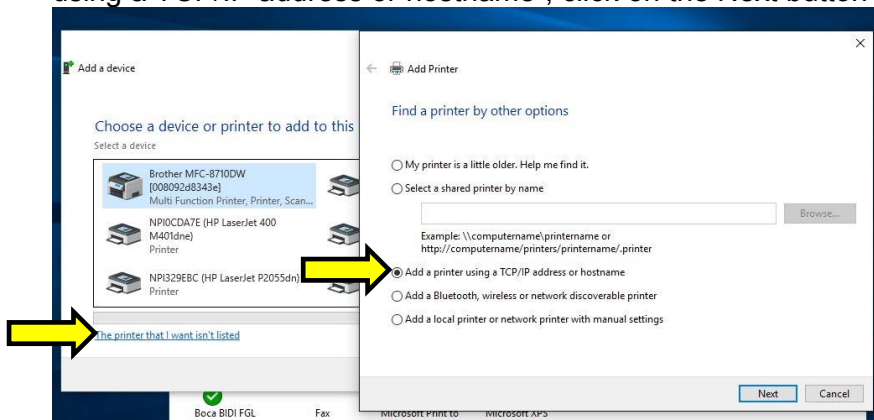 using a TCP/IP address or hostname", click on the Next button
Add a device
Choose a device or printer to add to this
Select a device
Brother MFC-8710DW
[008092d8343e]
Multi Function Printer, Printer, Scan...
NPI0CDA7E (HP LaserJet 400
M401dne)
Printer
NPI329EBC (HP LaserJet P2055dn)
Printer
The printer that I want isn't listed
Add Printer
Find a printer by other options
My printer is a little older. Help me find it.
Select a shared printer by name
Browse...
Example: \\computername\printername or
http://computername/printers/printername/.printer
Add a printer using a TCP/IP address or hostname
Add a Bluetooth, wireless or network discoverable printer
Add a local printer or network printer with manual settings
Next
Cancel
Boca BIDI FGL
Fax
Microsoft Print to
Microsoft XPS